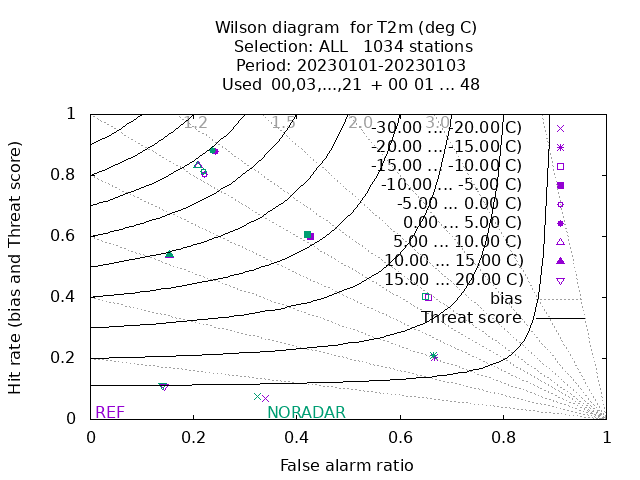 Wilson diagram  for T2m (deg C)
Selection: ALL   1034 stations
Period: 20230101-20230103
Used  00,03,...,21  + 00 01 ... 48
1.2 1.5 2.0 3.0
-30.00 ... -20.00 C)
-20.00 ... -15.00 C)
-15.00 ... -10.00 C)
-10.00 ... -5.00 C)
-5.00 ... 0.00 C)
0.00 ... 5.00 C)
5.00 ... 10.00 C)
10.00 ... 15.00 C)
15.00 ... 20.00 C)
bias
Threat score
Hit rate (bias and Threat score)
1
0.8
0.6
0.4
0.2
0
REF NORADAR
0 0.2 0.4 0.6 0.8 1
False alarm ratio